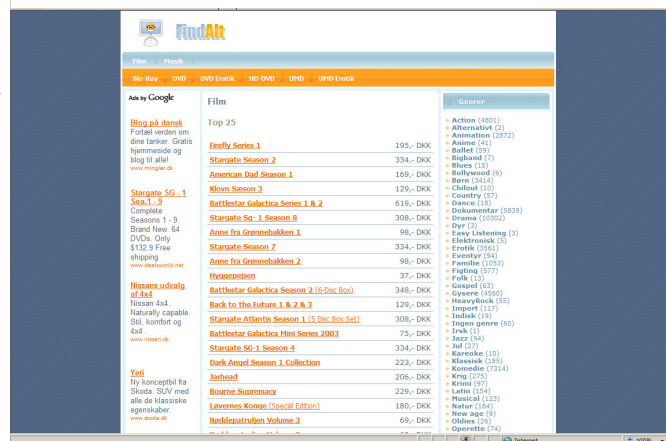 FindAlt
Film Musik
Blu-Ray DVD DVD Erotik HD-DVD UMD UMD Erotik
Ads by Google
Blog på dansk
Fortæl verden om
dine tanker. Gratis
hjemmeside og
blog til alle!
www.mingler.dk
Stargate SG - 1
Sea.1 - 9
Complete
Seasons 1 - 9.
Brand New. 64
DVDs. Only
$132.9 Free
shipping
www.dealsworld.net
Nissans udvalg
af 4x4
Nissan 4x4.
Naturally capable.
Stil, komfort og
4x4 .
www.nissan.dk
Yeti
Ny konceptbil fra
Skoda. SUV med
alle de klassiske
egenskaber.
www.skoda.dk
Film
Top 25
Firefly Series 1 195,- DKK
Stargate Season 2 334,- DKK
American Dad Season 1 169,- DKK
Klovn Sæson 3 129,- DKK
Battlestar Galactica Series 1 & 2 619,- DKK
Stargate Sg- 1 Season 8 308,- DKK
Anne fra Grønnebakken 1 98,- DKK
Stargate Season 7 334,- DKK
Anne fra Grønnebakken 2 98,- DKK
Hyggepejsen 37,- DKK
Battlestar Galactica Season 2 (6-Disc Box) 348,- DKK
Back to the Future 1 & 2 & 3 129,- DKK
Stargate Atlantis Season 1 (5 Disc Box Set) 308,- DKK
Battlestar Galactica Mini Series 2003 75,- DKK
Stargate SG-1 Season 4 334,- DKK
Dark Angel Season 1 Collection 223,- DKK
Jarhead 206,- DKK
Bourne Supremacy 229,- DKK
Løvernes Konge (Special Edition) 180,- DKK
Nøddepatruljen Volume 3 69,- DKK
Genrer
Action (4801)
Alternativt (2)
Animation (2872)
Anime (41)
Ballet (59)
Bigband (7)
Blues (15)
Bollywood (6)
Børn (3414)
Chilout (10)
Country (57)
Dance (18)
Dokumentar (5839)
Drama (10302)
Dyr (3)
Easy Listening (3)
Elektronisk (5)
Erotik (3561)
Eventyr (94)
Familie (1053)
Figting (577)
Folk (13)
Gospel (63)
Gysere (4560)
HeavyRock (55)
Import (117)
Indisk (19)
Ingen genre (60)
Irsk (1)
Jazz (94)
Jul (27)
Kareoke (10)
Klassisk (185)
Komedie (7314)
Krig (275)
Krimi (97)
Latin (154)
Musical (123)
Natur (184)
New age (9)
Oldies (26)
Operette (74)
Internet 100%